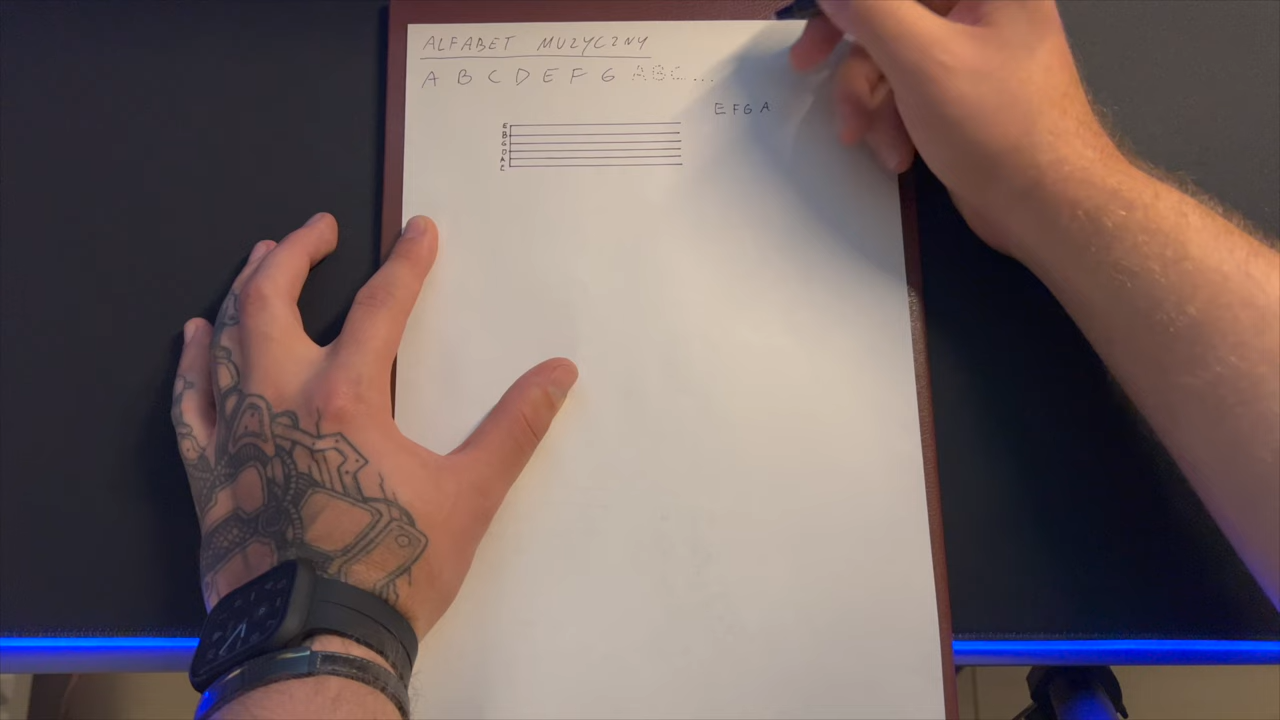 ALFABET MUZYCZNY
A B C D E F G A B C ...
E F G A
E
B
G
D
A
E